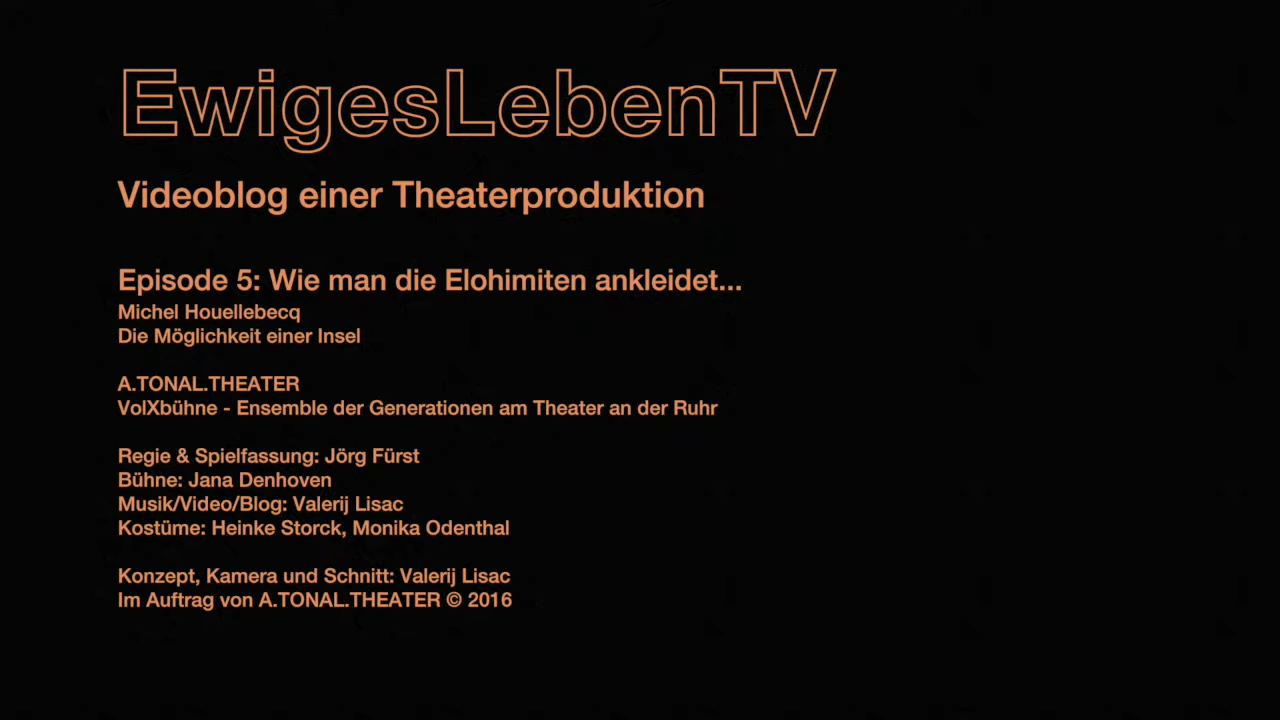 EwigesLebenTV
Videoblog einer Theaterproduktion
Episode 5: Wie man die Elohimiten ankleidet...
Michel Houellebecq
Die Möglichkeit einer Insel
A.TONAL.THEATER
VolXbühne - Ensemble der Generationen am Theater an der Ruhr
Regie & Spielfassung: Jörg Fürst
Bühne: Jana Denhoven
Musik/Video/Blog: Valerij Lisac
Kostüme: Heinke Storck, Monika Odenthal
Konzept, Kamera und Schnitt: Valerij Lisac
Im Auftrag von A.TONAL.THEATER © 2016